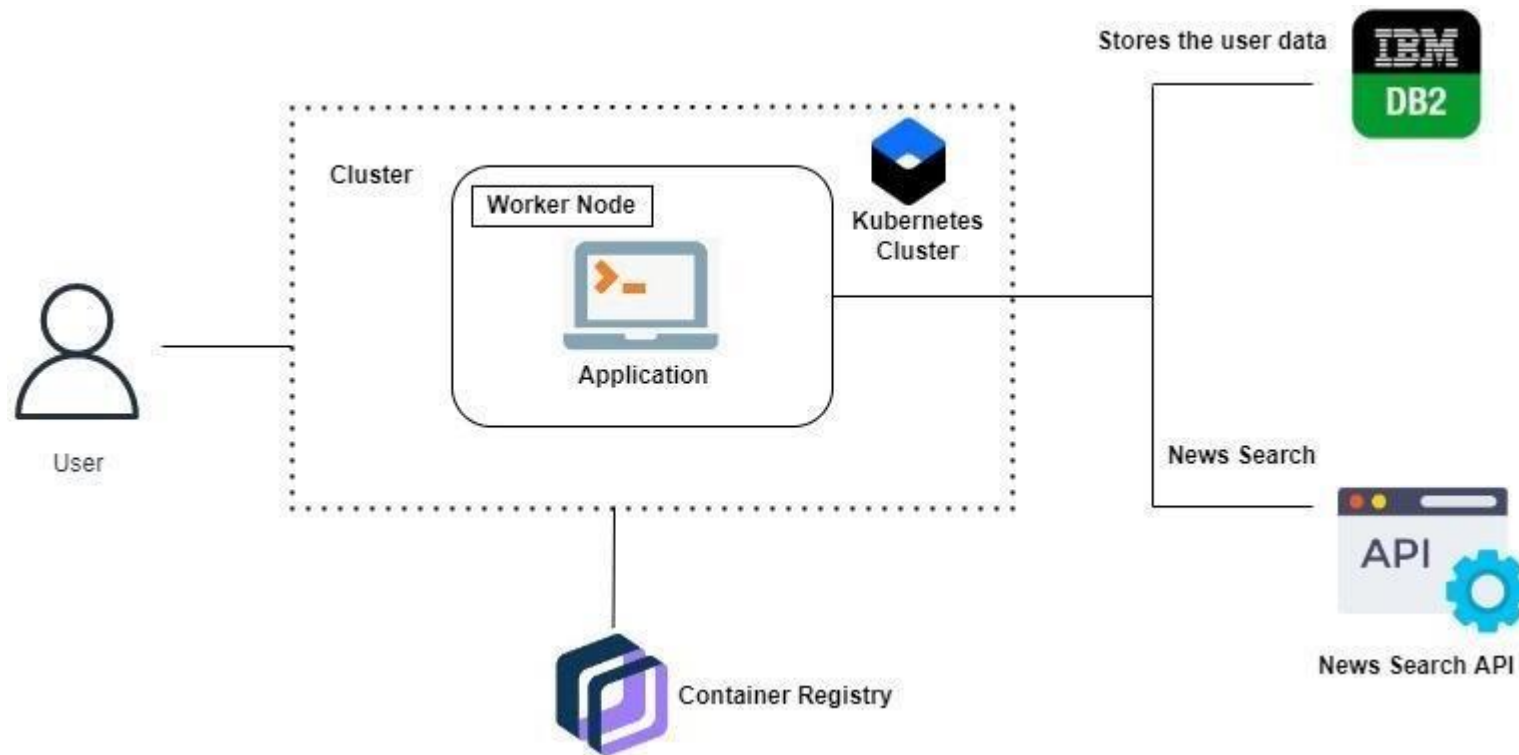 Stores the user data
IBM
DB2
Cluster
Worker Node
Kubernetes
Cluster
Application
User
News Search
API
News Search API
Container Registry